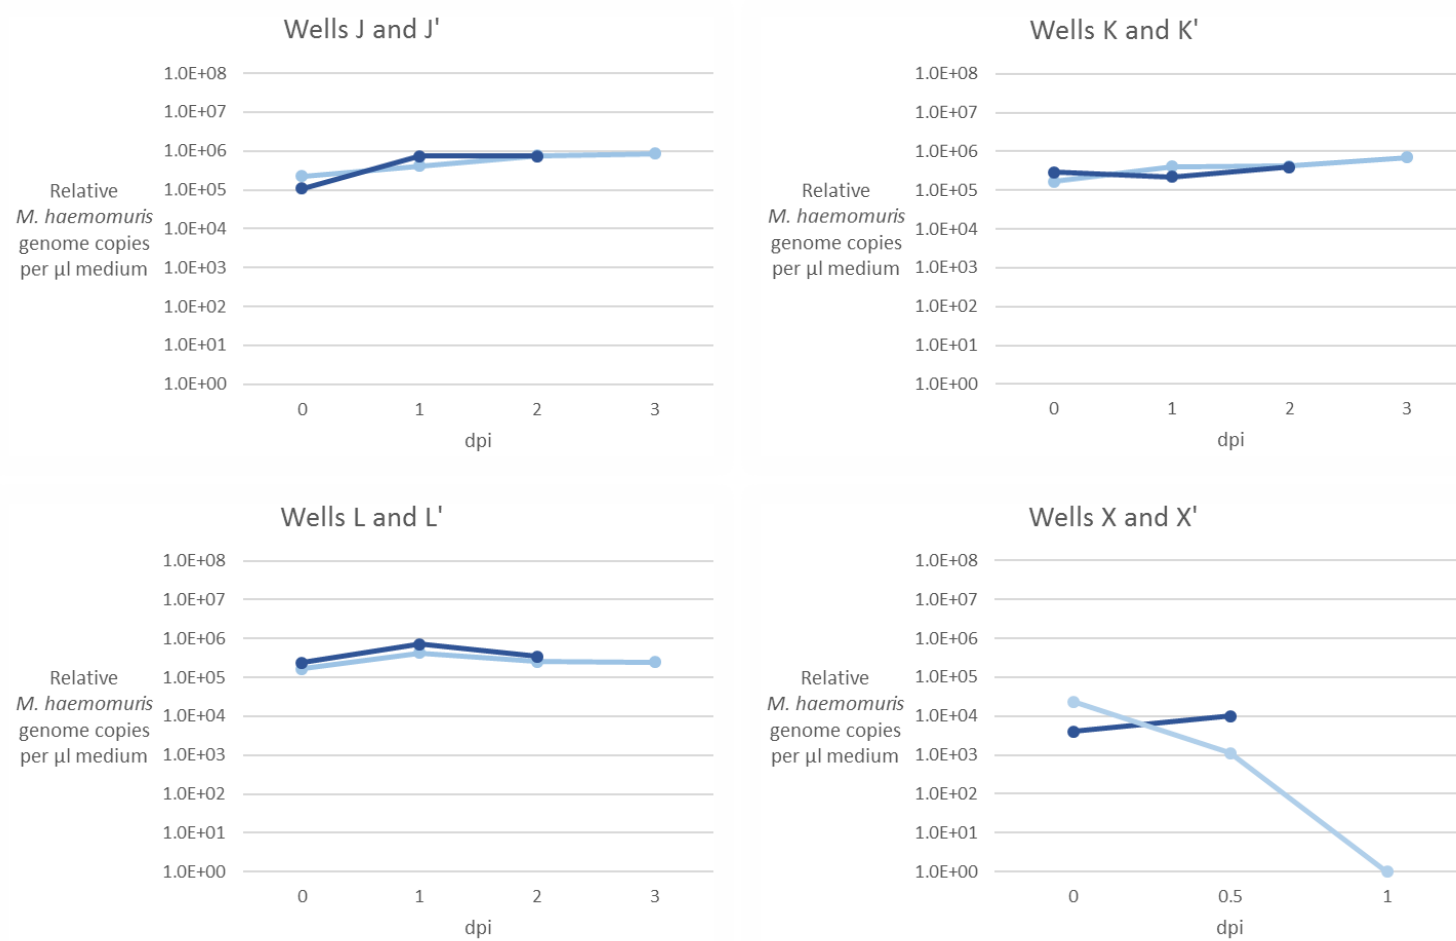 Wells J and J'
1.0E+08
1.0E+07
1.0E+06
1.0E+05
1.0E+04
1.0E+03
1.0E+02
1.0E+01
1.0E+00
Relative
M. haemomuris
genome copies
per µl medium
0 1 2 3
dpi
Wells K and K'
1.0E+08
1.0E+07
1.0E+06
1.0E+05
1.0E+04
1.0E+03
1.0E+02
1.0E+01
1.0E+00
Relative
M. haemomuris
genome copies
per µl medium
0 1 2 3
dpi
Wells L and L'
1.0E+08
1.0E+07
1.0E+06
1.0E+05
1.0E+04
1.0E+03
1.0E+02
1.0E+01
1.0E+00
Relative
M. haemomuris
genome copies
per µl medium
0 1 2 3
dpi
Wells X and X'
1.0E+08
1.0E+07
1.0E+06
1.0E+05
1.0E+04
1.0E+03
1.0E+02
1.0E+01
1.0E+00
Relative
M. haemomuris
genome copies
per µl medium
0 0.5 1
dpi